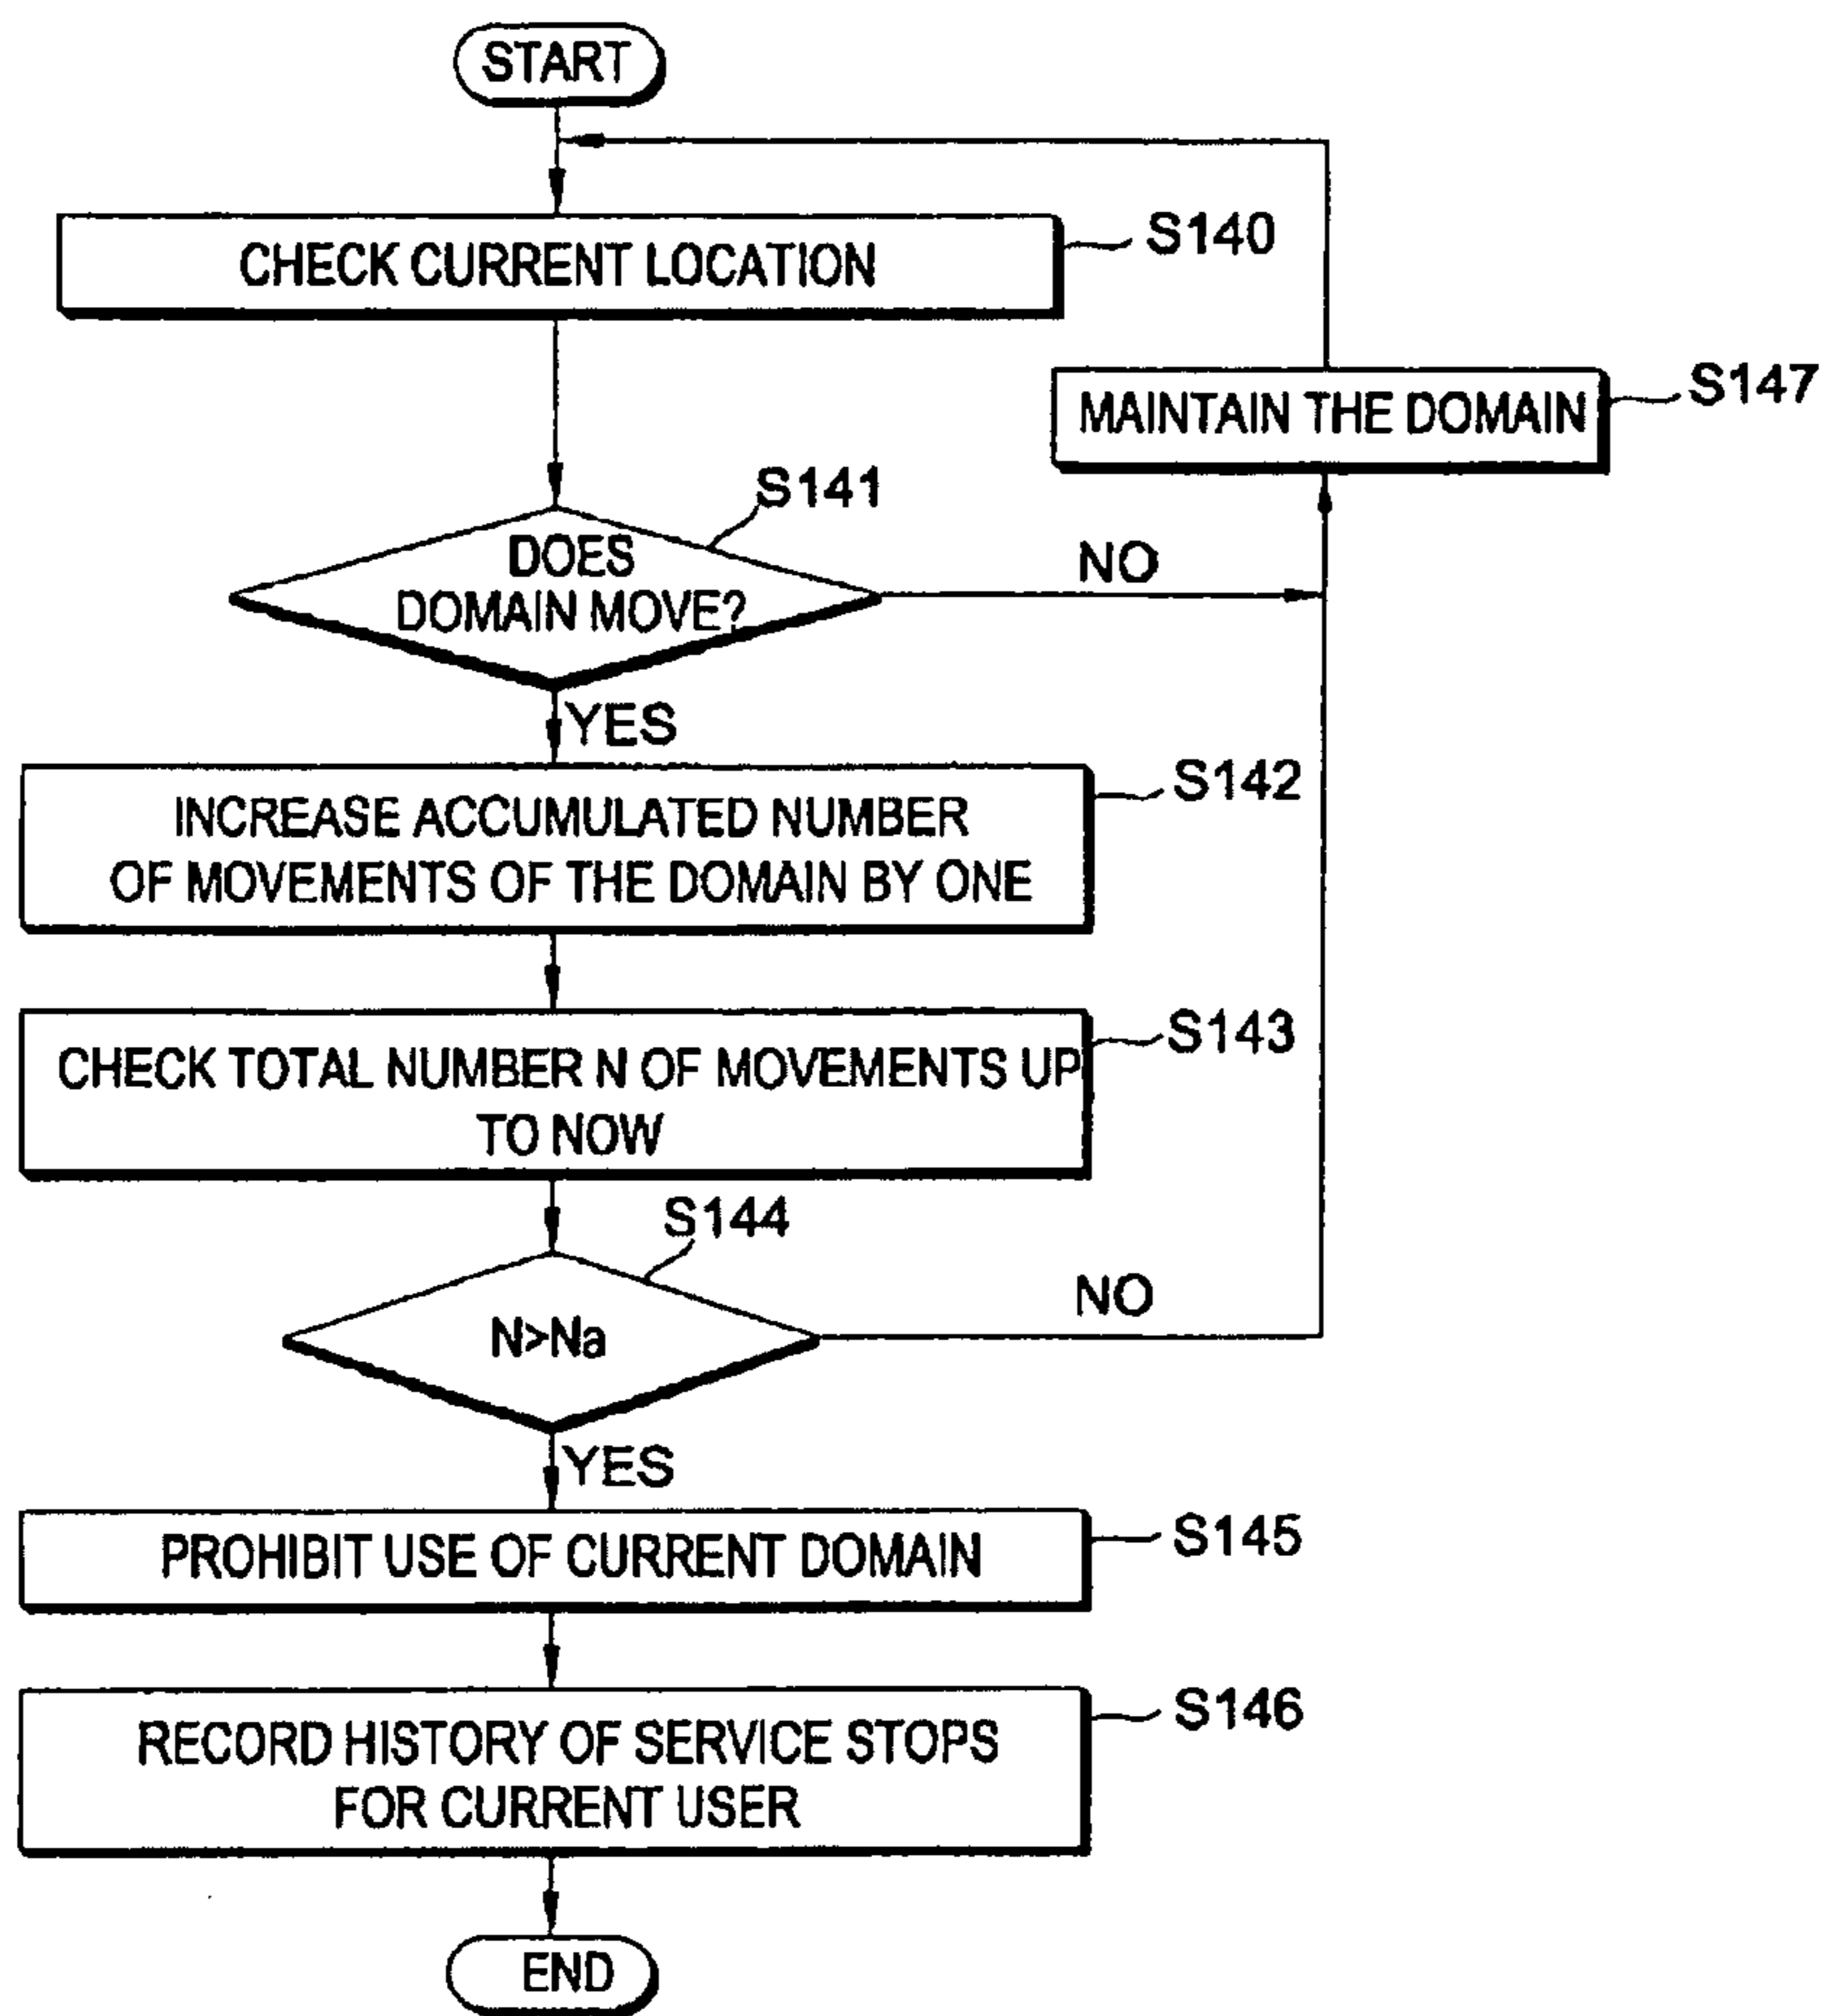 START
CHECK CURRENT LOCATION
S140
MAINTAIN THE DOMAIN
S147
S141
DOES
DOMAIN MOVE?
NO
YES
S142
INCREASE ACCUMULATED NUMBER
OF MOVEMENTS OF THE DOMAIN BY ONE
S143
CHECK TOTAL NUMBER N OF MOVEMENTS UP
TO NOW
S144
N>Na
NO
YES
PROHIBIT USE OF CURRENT DOMAIN
S145
S146
RECORD HISTORY OF SERVICE STOPS
FOR CURRENT USER
END